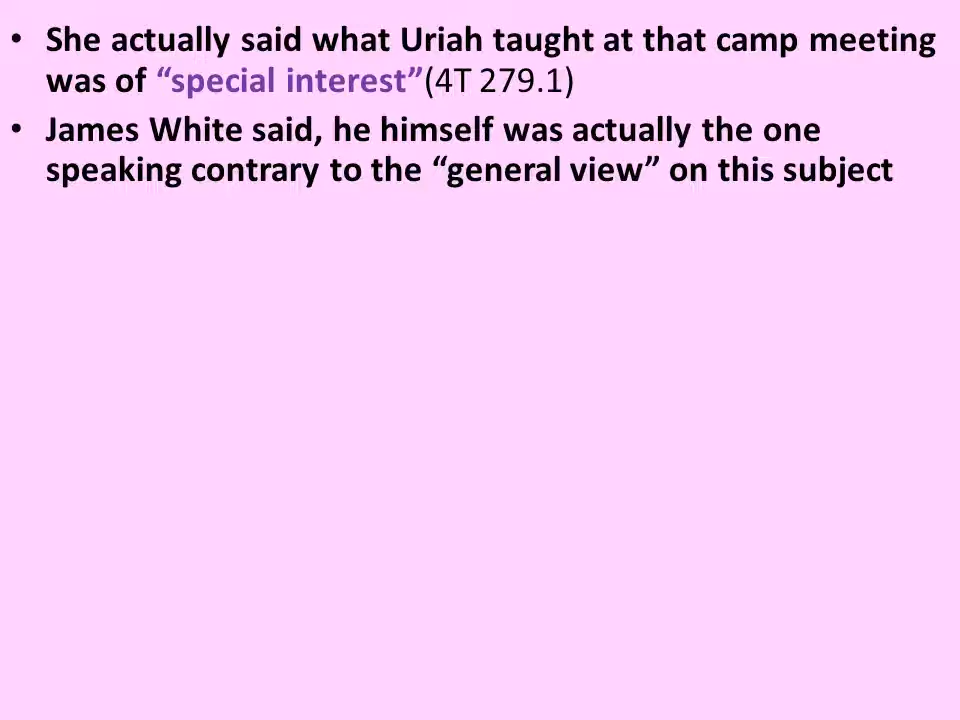 • She actually said what Uriah taught at that camp meeting
was of “special interest”(4T 279.1)
• James White said, he himself was actually the one
speaking contrary to the “general view” on this subject